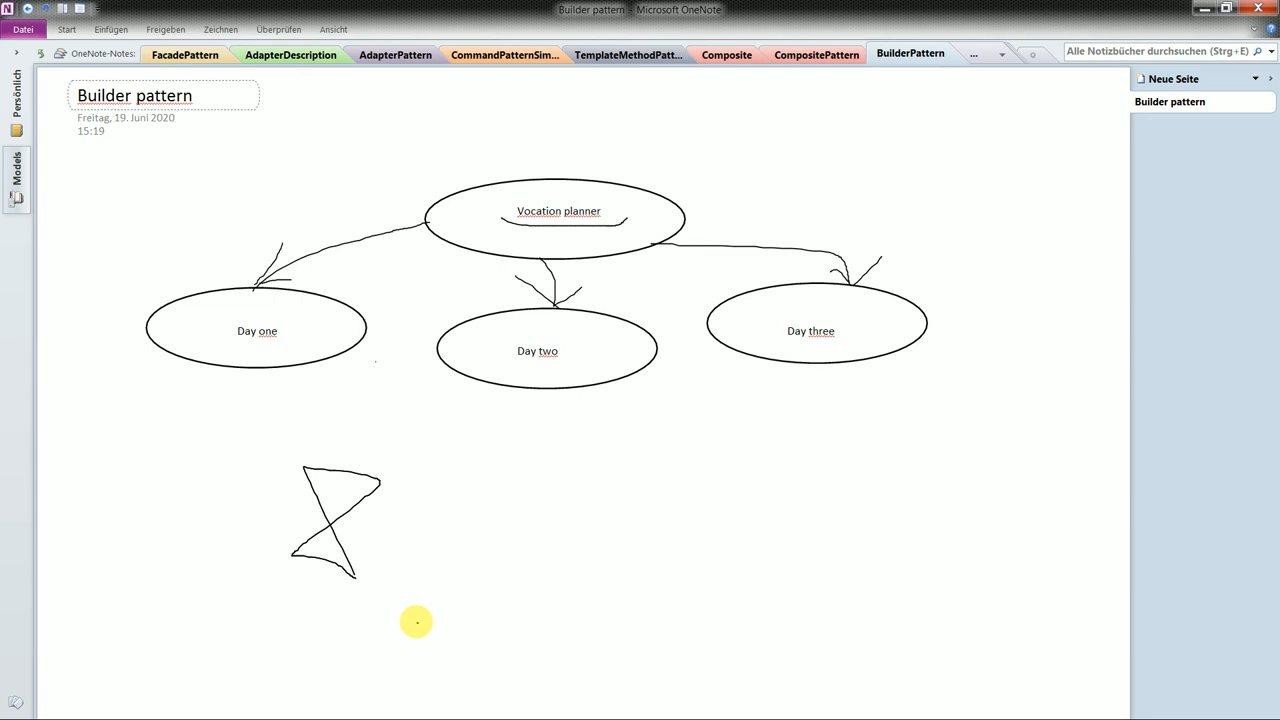 Builder pattern - Microsoft OneNote
Datei Start Einfügen Freigeben Zeichnen Überprüfen Ansicht
OneNote-Notes: FacadePattern AdapterDescription AdapterPattern CommandPatternSim... TemplateMethodPatt... Composite CompositePattern BuilderPattern ... Alle Notizbücher durchsuchen (Strg+E)
Persönlich
Models
Neue Seite
Builder pattern
Builder pattern
Freitag, 19. Juni 2020
15:19
Vocation planner
Day one
Day two
Day three